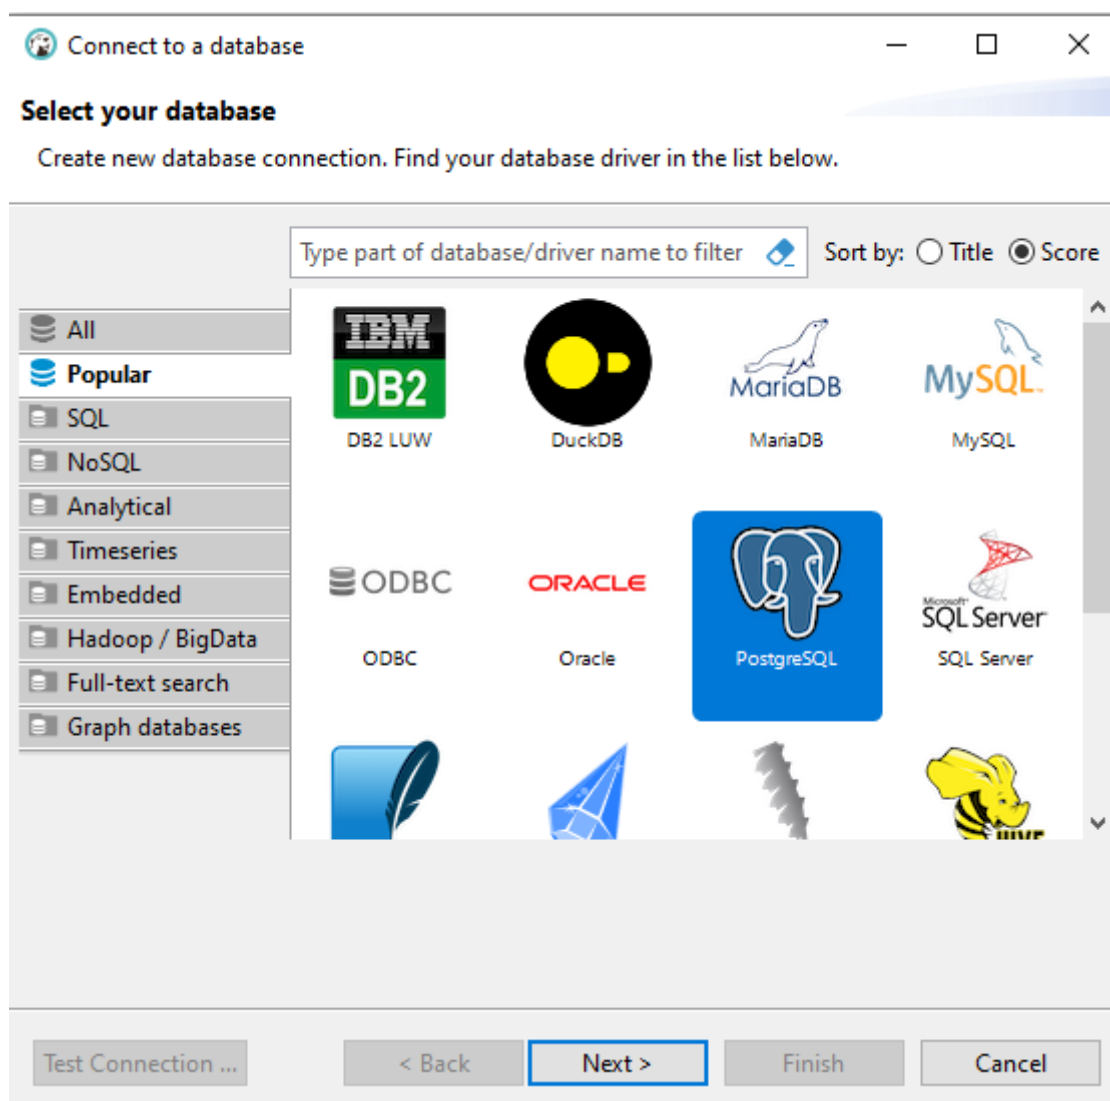 Connect to a database
Select your database
Create new database connection. Find your database driver in the list below.
Type part of database/driver name to filter
Sort by: Title Score
All
Popular
SQL
NoSQL
Analytical
Timeseries
Embedded
Hadoop / BigData
Full-text search
Graph databases
IBM
DB2
DB2 LUW
DuckDB
MariaDB
MariaDB
MySQL
MySQL
ODBC
ODBC
ORACLE
Oracle
PostgreSQL
Microsoft
SQL Server
SQL Server
HIVE
Test Connection ...
< Back
Next >
Finish
Cancel